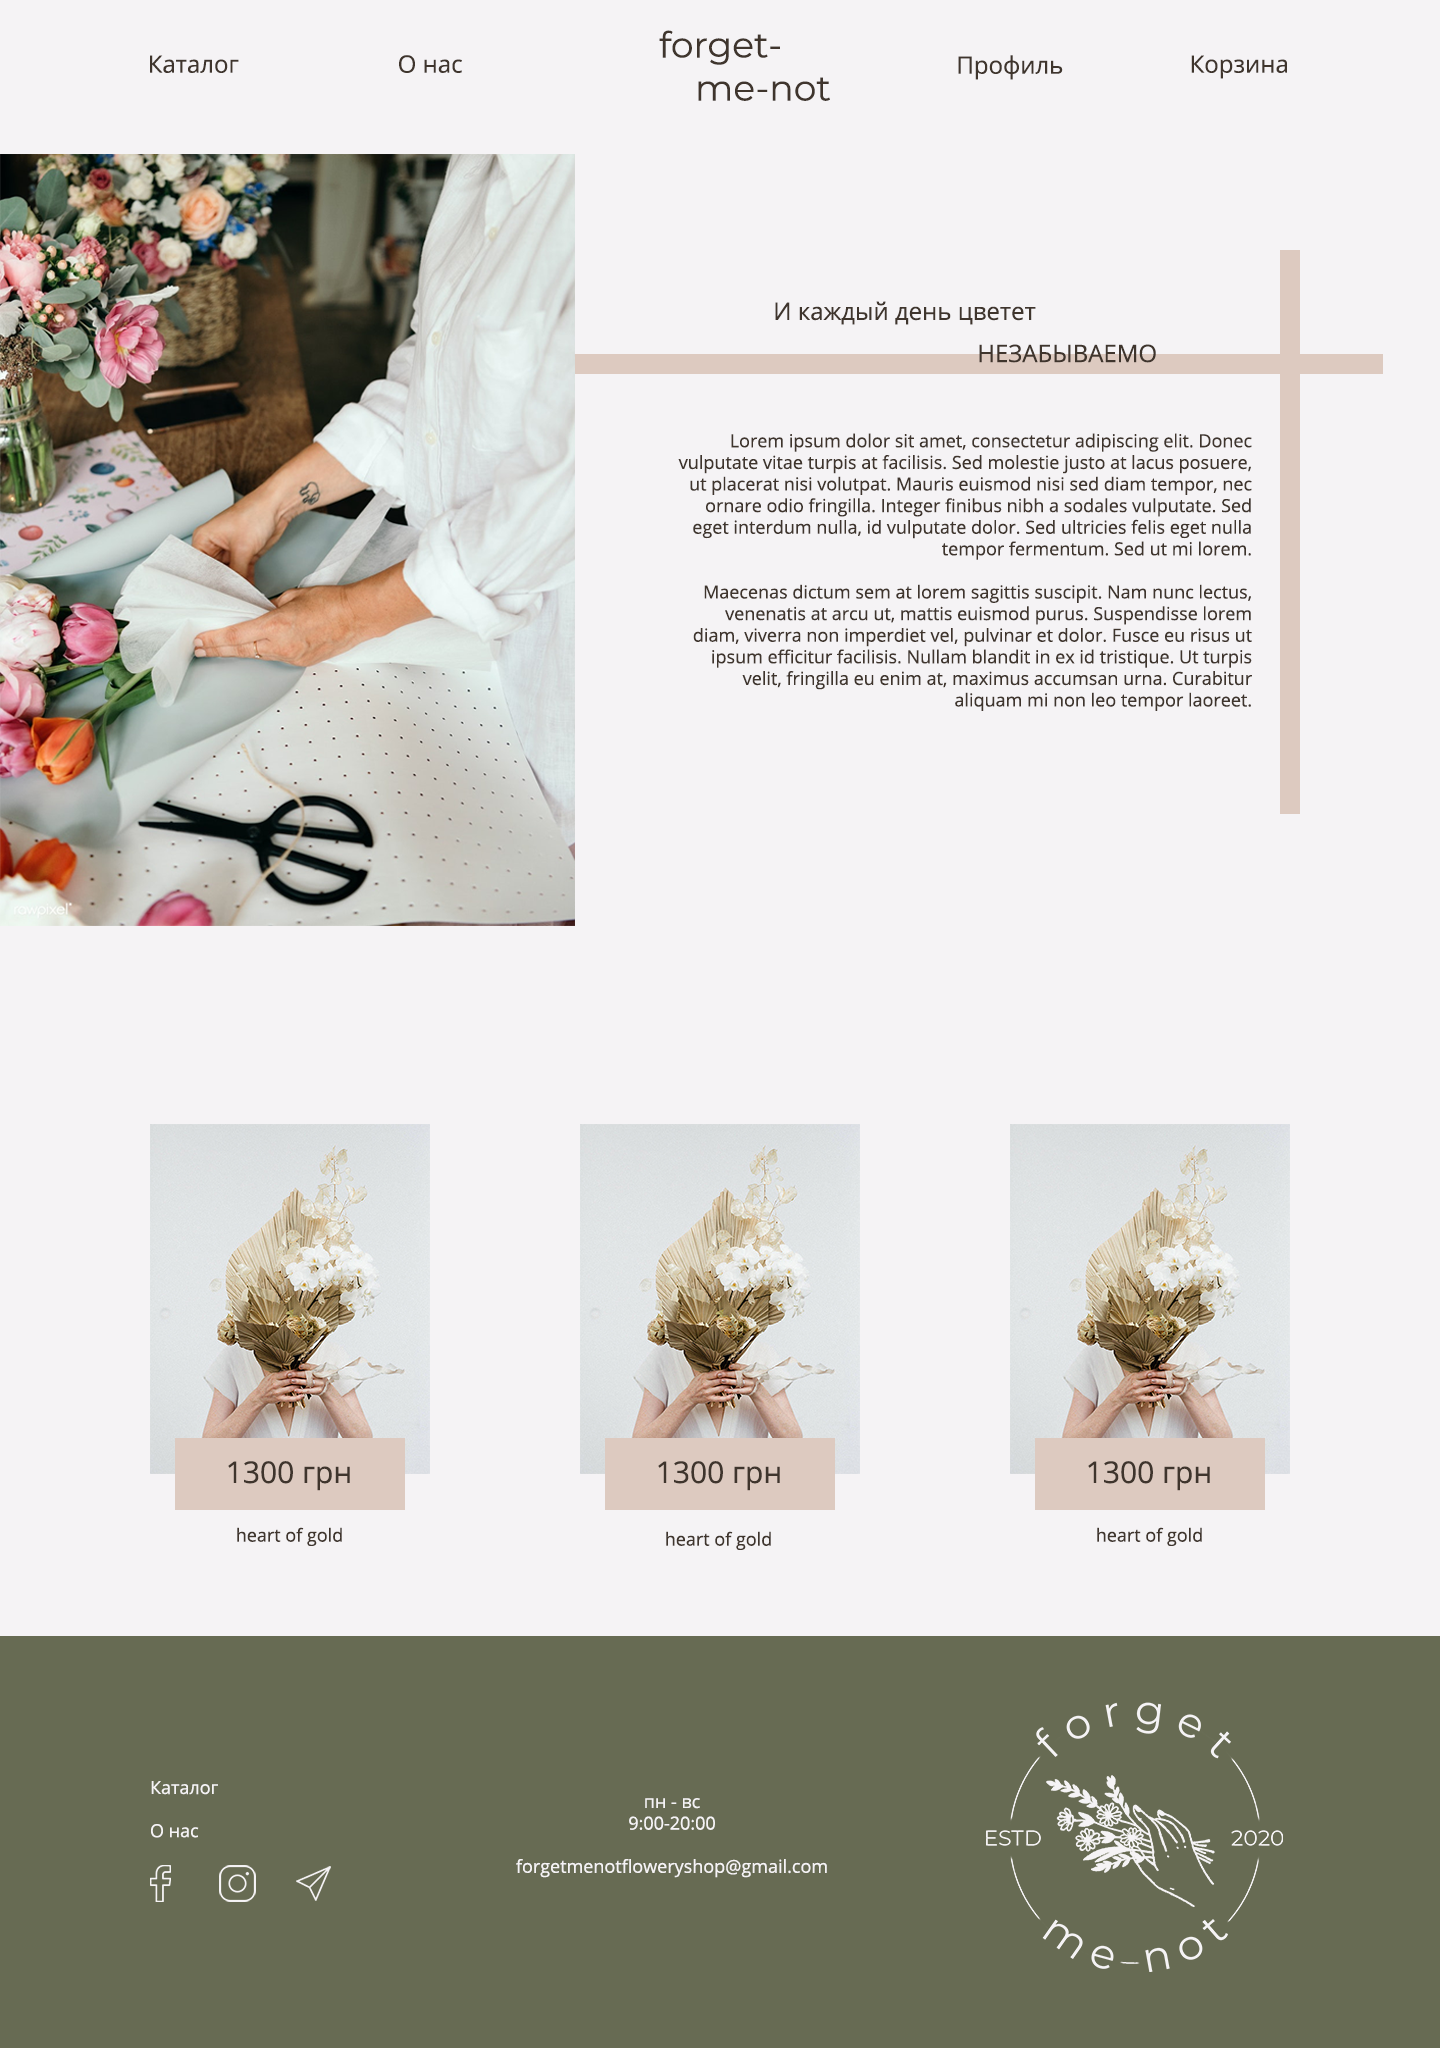 Каталог
О нас
forget-
me-not
Профиль
Корзина
И каждый день цветет
НЕЗАБЫВАЕМО
Lorem ipsum dolor sit amet, consectetur adipiscing elit. Donec
vulputate vitae turpis at facilisis. Sed molestie justo at lacus posuere,
ut placerat nisi volutpat. Mauris euismod nisi sed diam tempor, nec
ornare odio fringilla. Integer finibus nibh a sodales vulputate. Sed
eget interdum nulla, id vulputate dolor. Sed ultricies felis eget nulla
tempor fermentum. Sed ut mi lorem.
Maecenas dictum sem at lorem sagittis suscipit. Nam nunc lectus,
venenatis at arcu ut, mattis euismod purus. Suspendisse lorem
diam, viverra non imperdiet vel, pulvinar et dolor. Fusce eu risus ut
ipsum efficitur facilisis. Nullam blandit in ex id tristique. Ut turpis
velit, fringilla eu enim at, maximus accumsan urna. Curabitur
aliquam mi non leo tempor laoreet.
rawpixel
1300 грн
heart of gold
1300 грн
heart of gold
1300 грн
heart of gold
Каталог
О нас
пн - вс
9:00-20:00
forgetmenotfloweryshop@gmail.com
forget
ESTD
2020
me-not